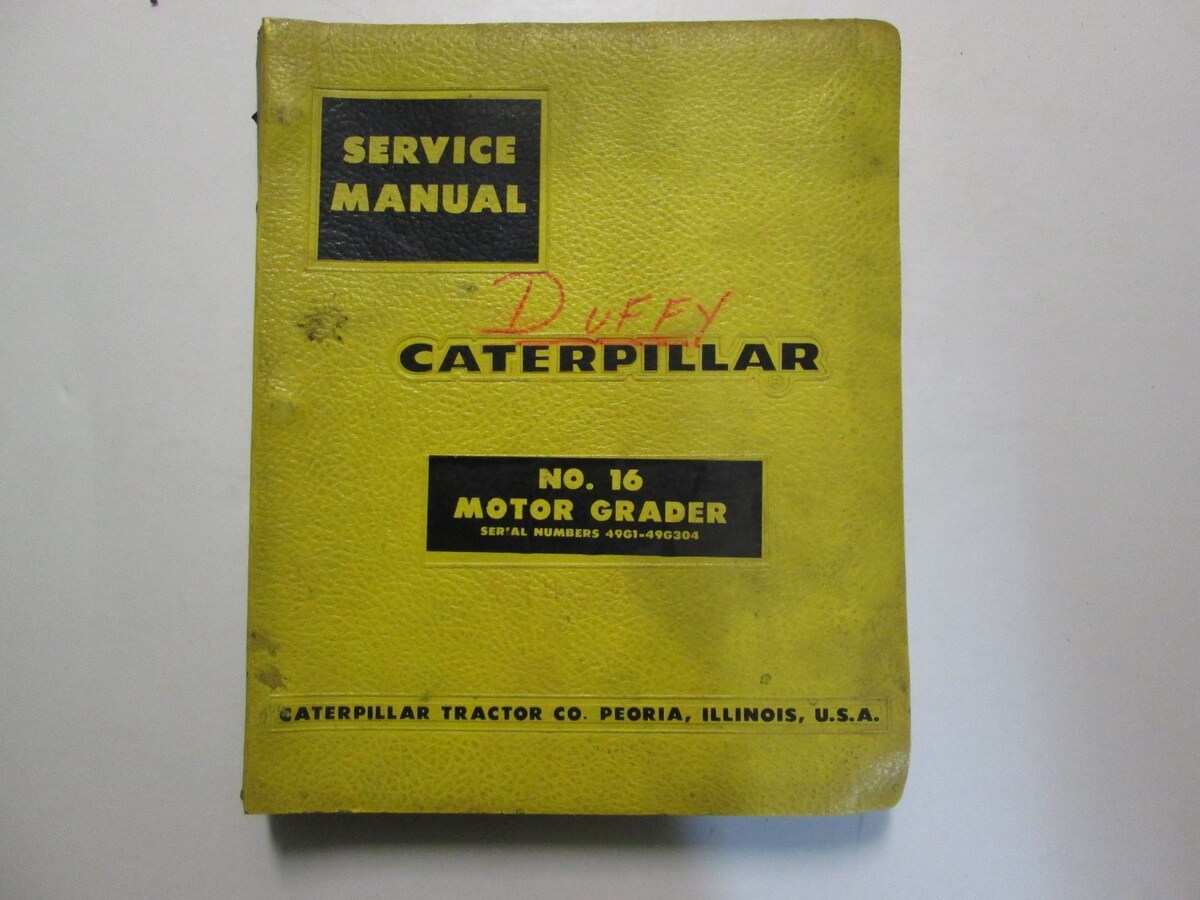 SERVICE
MANUAL
DUFFY
CATERPILLAR
®
NO. 16
MOTOR GRADER
SERIAL NUMBERS 49G1-49G304
CATERPILLAR TRACTOR CO. PEORIA, ILLINOIS, U.S.A.